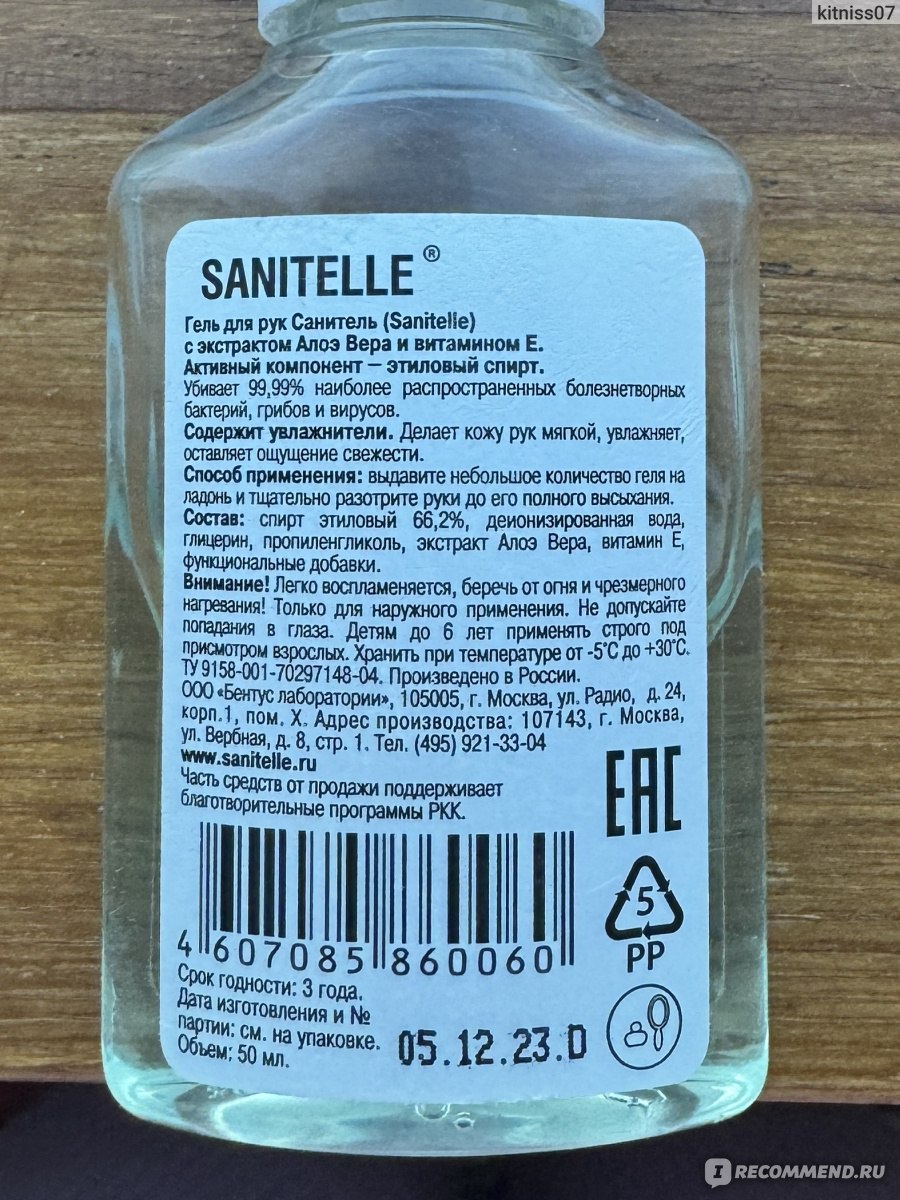 kitniss07
SANITELLE®
Гель для рук Санитель (Sanitelle)
с экстрактом Алоэ Вера и витамином Е.
Активный компонент – этиловый спирт.
Убивает 99,99% наиболее распространенных болезнетворных
бактерий, грибов и вирусов.
Содержит увлажнители. Делает кожу рук мягкой, увлажняет,
оставляет ощущение свежести.
Способ применения: выдавите небольшое количество геля на
ладонь и тщательно разотрите руки до его полного высыхания.
Состав: спирт этиловый 66,2%, деионизированная вода,
глицерин, пропиленгликоль, экстракт Алоэ Вера, витамин Е,
функциональные добавки.
Внимание! Легко воспламеняется, беречь от огня и чрезмерного
нагревания! Только для наружного применения. Не допускайте
попадания в глаза. Детям до 6 лет применять строго под
присмотром взрослых. Хранить при температуре от -5°С до +30°С.
ТУ 9158-001-70297148-04. Произведено в России.
ООО «Бентус лаборатории», 105005, г. Москва, ул. Радио, д. 24,
корп.1, пом. X. Адрес производства: 107143, г. Москва,
ул. Вербная, д. 8, стр. 1. Тел. (495) 921-33-04
www.sanitelle.ru
Часть средств от продажи поддерживает
благотворительные программы РКК.
EAC
5
PP
4 607085 860060
Срок годности: 3 года.
Дата изготовления и №
партии: см. на упаковке.
Объем: 50 мл.
05.12.23.D
IRECOMMEND.RU